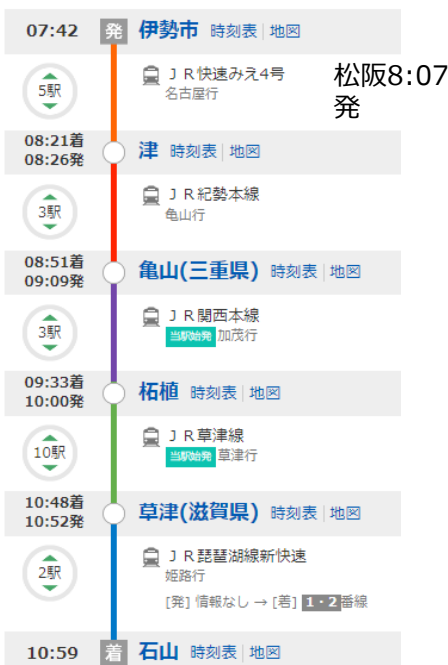 07:42 発 伊勢市 時刻表 地図
5駅 ＪＲ快速みえ4号
名古屋行
松阪8:07
発
08:21着
08:26発
津 時刻表 地図
3駅 ＪＲ紀勢本線
亀山行
08:51着
09:09発
亀山(三重県) 時刻表 地図
3駅 ＪＲ関西本線
当駅始発 加茂行
09:33着
10:00発
柘植 時刻表 地図
10駅 ＪＲ草津線
当駅始発 草津行
10:48着
10:52発
草津(滋賀県) 時刻表 地図
2駅 ＪＲ琵琶湖線新快速
姫路行
[発] 情報なし → [着] 1・2番線
10:59 着 石山 時刻表 地図